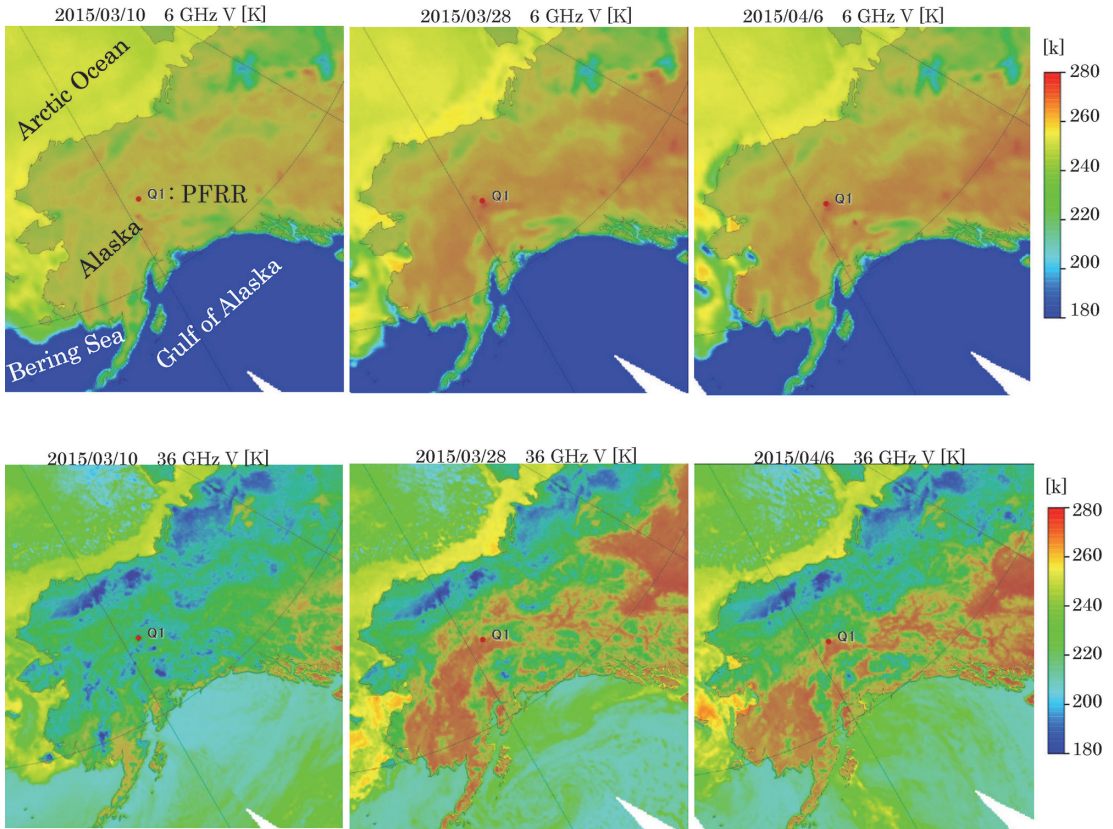 2015/03/10 6 GHz V [K]
2015/03/28 6 GHz V [K]
2015/04/6 6 GHz V [K]
[k]
280
260
240
220
200
180
Arctic Ocean
Q1 : PFRR
Alaska
Gulf of Alaska
Bering Sea
Q1
Q1
2015/03/10 36 GHz V [K]
2015/03/28 36 GHz V [K]
2015/04/6 36 GHz V [K]
[k]
280
260
240
220
200
180
Q1
Q1
Q1